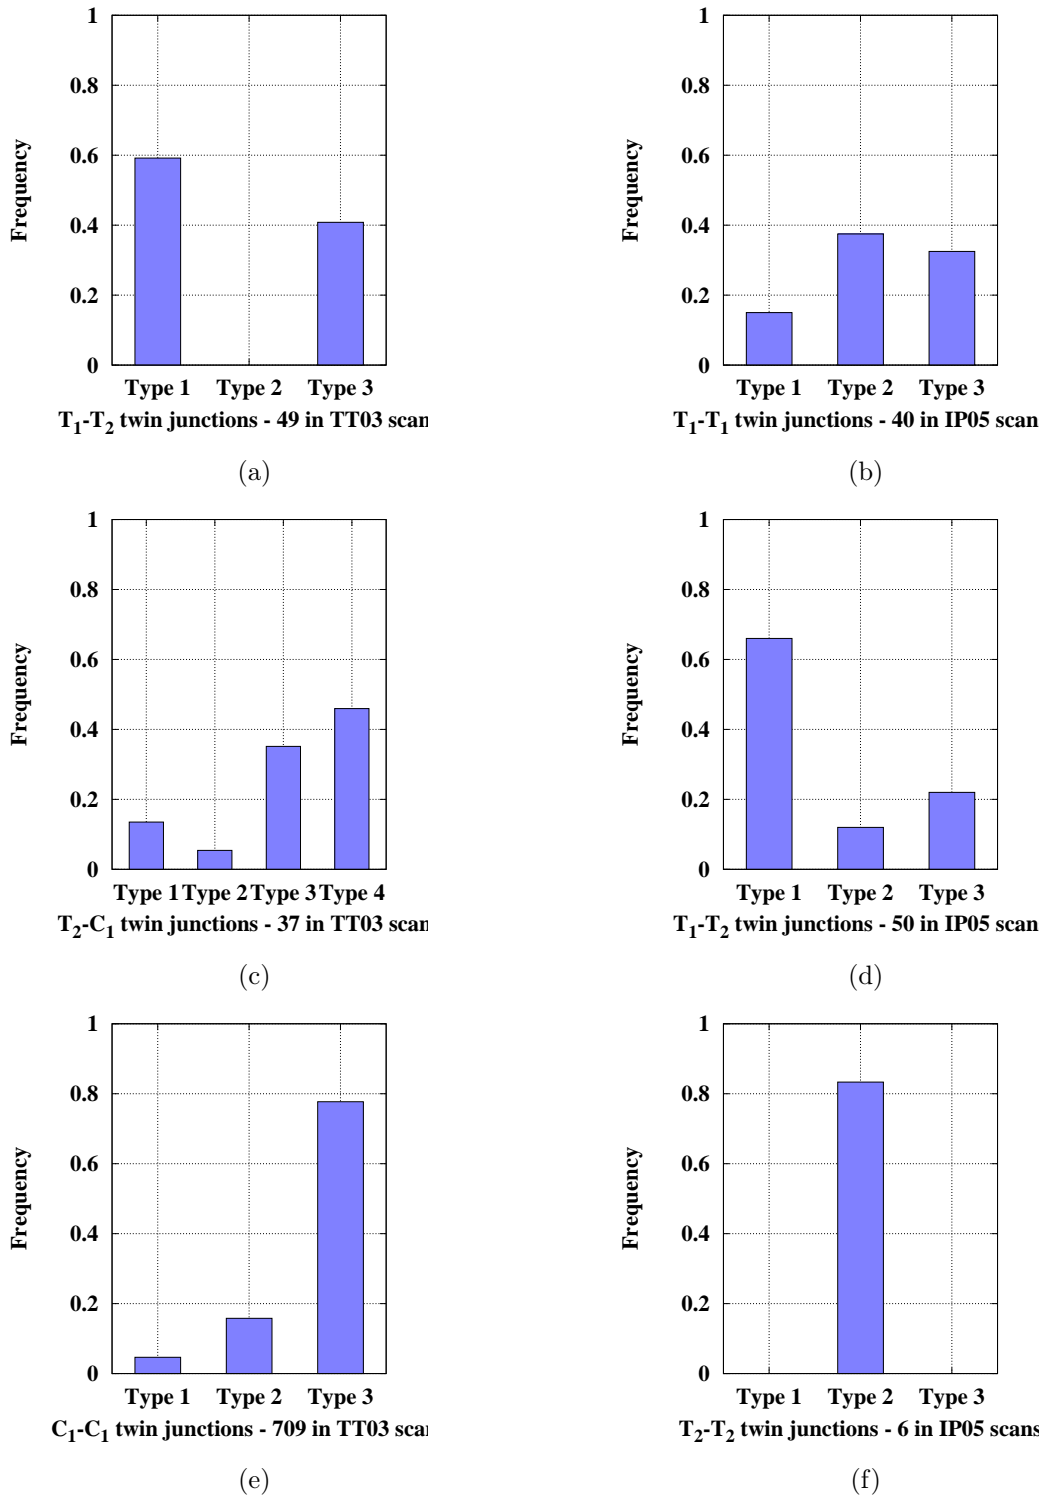 1
0.8
0.6
0.4
0.2
0
Frequency
Type 1 Type 2 Type 3
T1-T2 twin junctions - 49 in TT03 scan
(a)
1
0.8
0.6
0.4
0.2
0
Frequency
Type 1 Type 2 Type 3
T1-T1 twin junctions - 40 in IP05 scan
(b)
1
0.8
0.6
0.4
0.2
0
Frequency
Type 1 Type 2 Type 3 Type 4
T2-C1 twin junctions - 37 in TT03 scan
(c)
1
0.8
0.6
0.4
0.2
0
Frequency
Type 1 Type 2 Type 3
T1-T2 twin junctions - 50 in IP05 scan
(d)
1
0.8
0.6
0.4
0.2
0
Frequency
Type 1 Type 2 Type 3
C1-C1 twin junctions - 709 in TT03 scan
(e)
1
0.8
0.6
0.4
0.2
0
Frequency
Type 1 Type 2 Type 3
T2-T2 twin junctions - 6 in IP05 scans
(f)